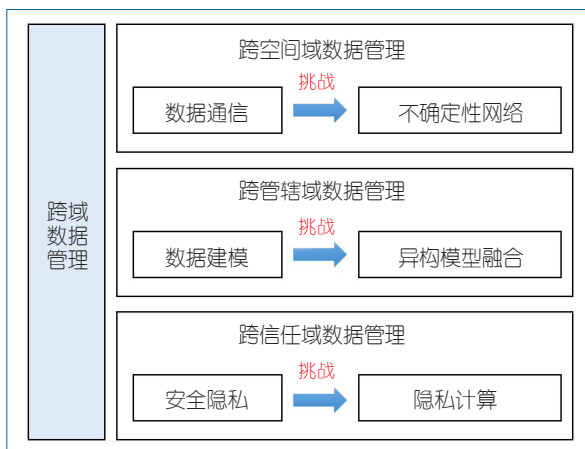 跨域
数据
管理
跨空间域数据管理
挑战
数据通信
不确定性网络
跨管辖域数据管理
挑战
数据建模
异构模型融合
跨信任域数据管理
挑战
安全隐私
隐私计算